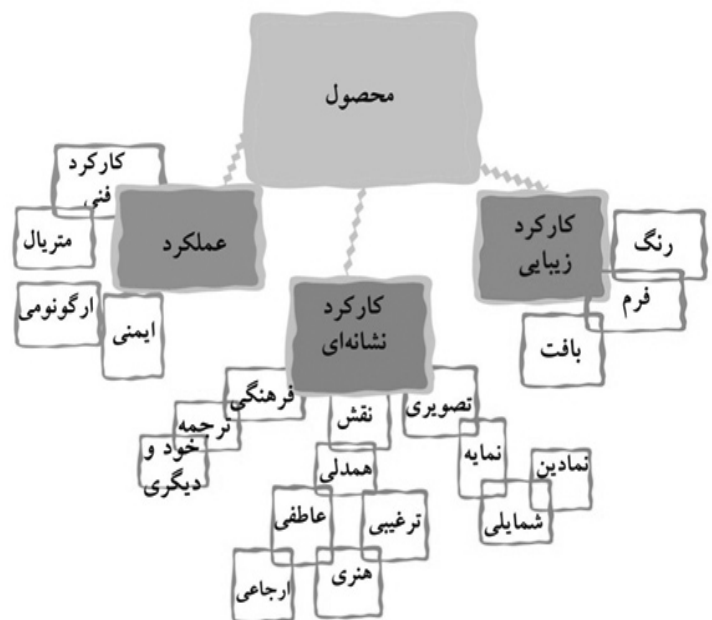 محصول
کارکرد
فنی
متریال
عملکرد
ارگونومی
ایمنی
کارکرد
زیبایی
رنگ
فرم
بافت
کارکرد
نشانه‌ای
فرهنگی
ترجمه
خود و
دیگری
نقش
همدلی
عاطفی
ترغیبی
ارجاعی
هنری
تصویری
نمایه
نمادین
شمایلی